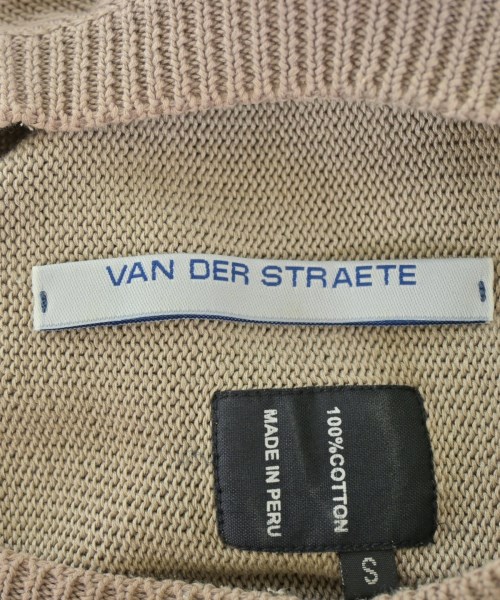 VAN DER STRAETE
100%COTTON
MADE IN PERU
S